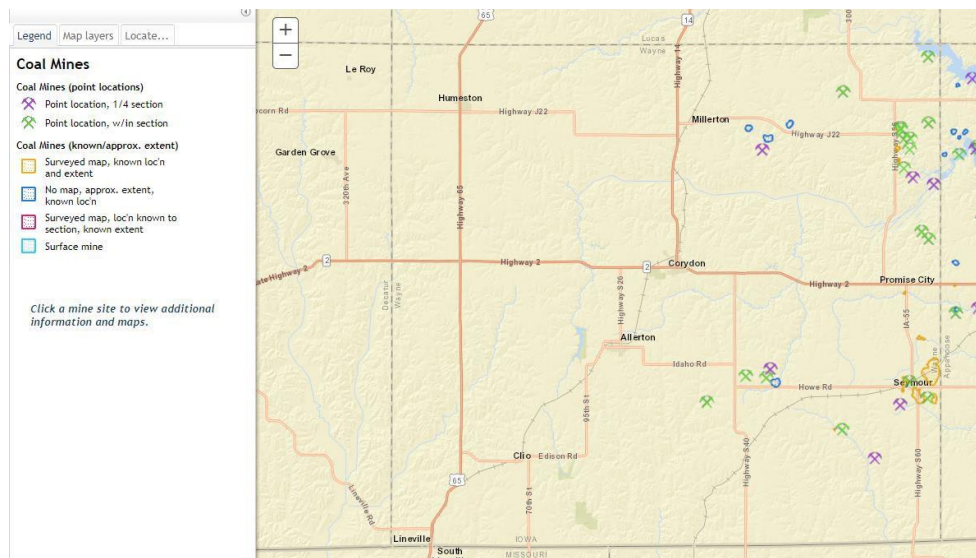 Legend
Map layers
Locate...
Coal Mines
Coal Mines (point locations)
Point location, 1/4 section
Point location, w/in section
Coal Mines (known/approx. extent)
Surveyed map, known loc'n
and extent
No map, approx. extent,
known loc'n
Surveyed map, loc'n known to
section, known extent
Surface mine
Click a mine site to view additional
information and maps.
+
−
65
14
300
Lucas
Wayne
Highway 14
Le Roy
Humeston
Highway J22
Millerton
Highway J22
Highway S56
Garden Grove
320th Ave
Highway 65
2
Highway 2
2
Corydon
Highway 2
Promise City
Decatur
Wayne
Highway S26
IA-55
Allerton
Idaho Rd
Wayne
Appanoose
Howe Rd
Seymour
95th St
Clio
Edison Rd
Highway S40
Highway S60
65
70th St
Lineville Rd
Lineville
IOWA
South
MISSOURI